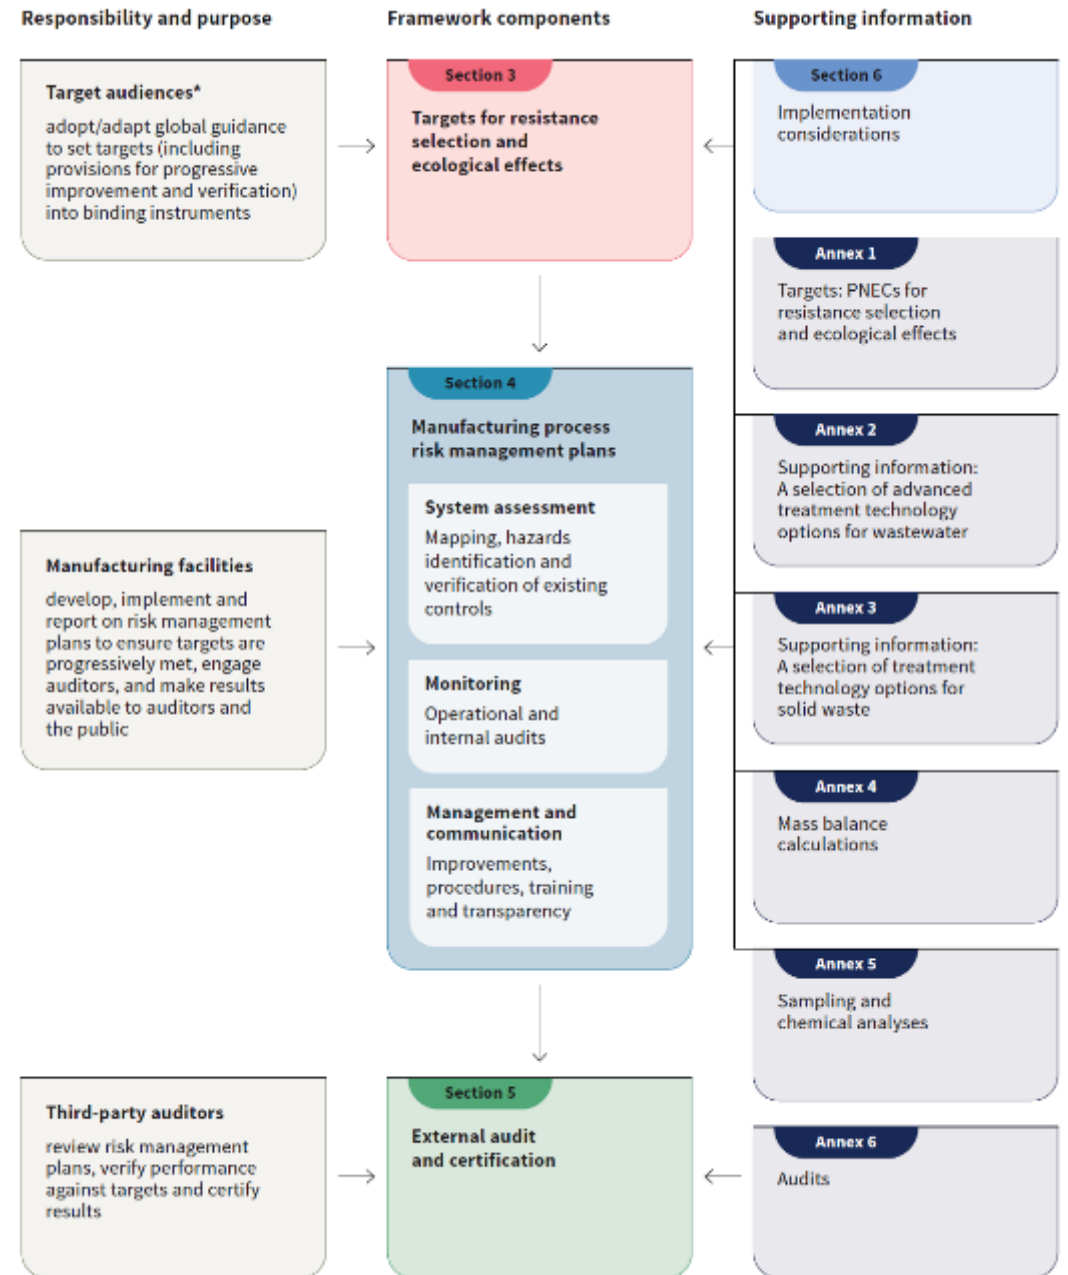 Responsibility and purpose
Framework components
Supporting information
Target audiences*
adopt/adapt global guidance
to set targets (including
provisions for progressive
improvement and verification)
into binding instruments
Section 3
Targets for resistance
selection and
ecological effects
Section 6
Implementation
considerations
Annex 1
Targets: PNECs for
resistance selection
and ecological effects
Section 4
Manufacturing process
risk management plans
System assessment
Mapping, hazards
identification and
verification of existing
controls
Monitoring
Operational and
internal audits
Management and
communication
Improvements,
procedures, training
and transparency
Manufacturing facilities
develop, implement and
report on risk management
plans to ensure targets are
progressively met, engage
auditors, and make results
available to auditors and
the public
Annex 2
Supporting information:
A selection of advanced
treatment technology
options for wastewater
Annex 3
Supporting information:
A selection of treatment
technology options for
solid waste
Annex 4
Mass balance
calculations
Annex 5
Sampling and
chemical analyses
Third-party auditors
review risk management
plans, verify performance
against targets and certify
results
Section 5
External audit
and certification
Annex 6
Audits